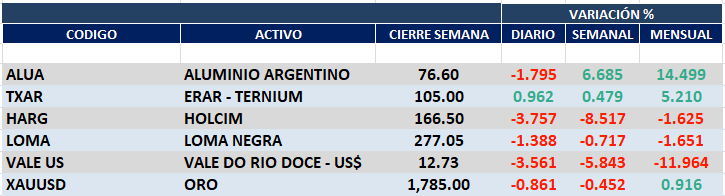 VARIACIÓN %
CODIGO ACTIVO CIERRE SEMANA DIARIO SEMANAL MENSUAL
ALUA ALUMINIO ARGENTINO 76.60 -1.795 6.685 14.499
TXAR ERAR - TERNIUM 105.00 0.962 0.479 5.210
HARG HOLCIM 166.50 -3.757 -8.517 -1.625
LOMA LOMA NEGRA 277.05 -1.388 -0.717 -1.651
VALE US VALE DO RIO DOCE - US$ 12.73 -3.561 -5.843 -11.964
XAUUSD ORO 1,785.00 -0.861 -0.452 0.916